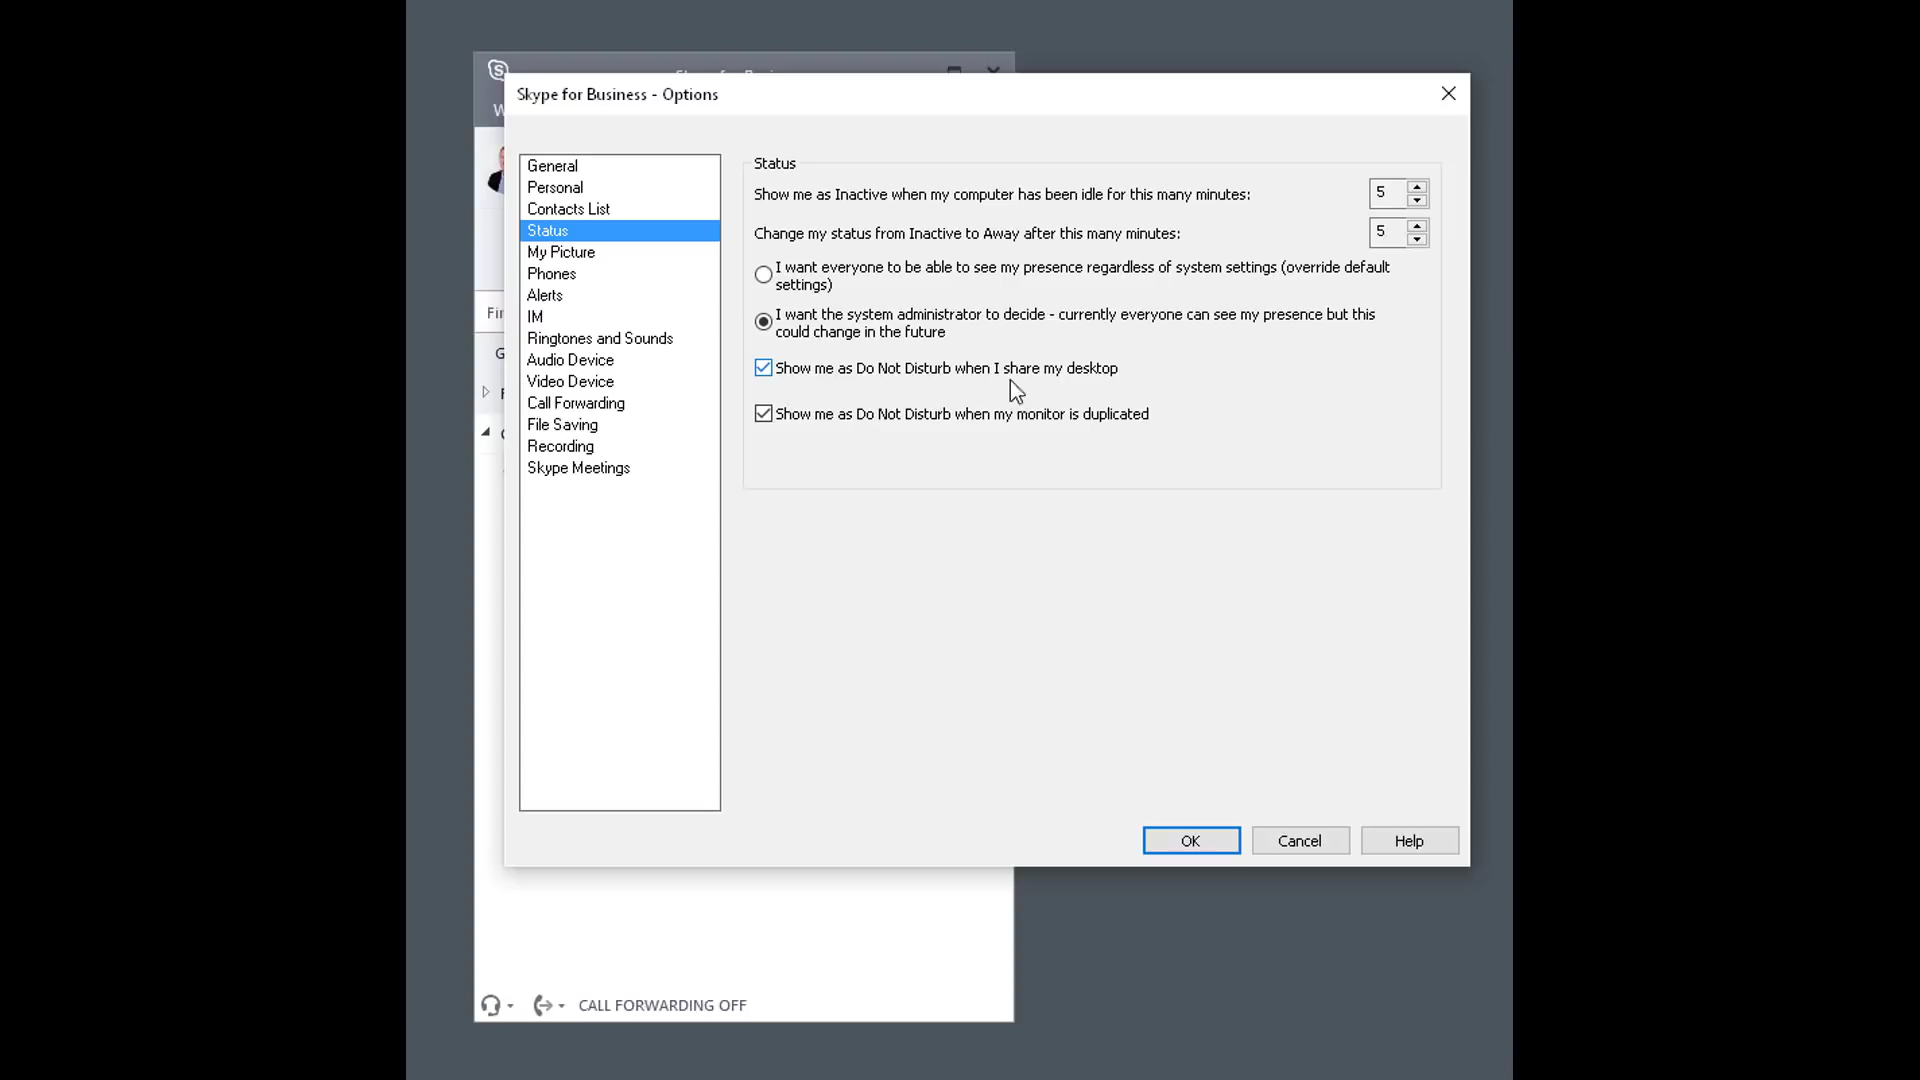 Skype for Business - Options
General
Personal
Contacts List
Status
My Picture
Phones
Alerts
IM
Ringtones and Sounds
Audio Device
Video Device
Call Forwarding
File Saving
Recording
Skype Meetings
Status
Show me as Inactive when my computer has been idle for this many minutes: 5
Change my status from Inactive to Away after this many minutes: 5
I want everyone to be able to see my presence regardless of system settings (override default
settings)
I want the system administrator to decide - currently everyone can see my presence but this
could change in the future
Show me as Do Not Disturb when I share my desktop
Show me as Do Not Disturb when my monitor is duplicated
OK Cancel Help
CALL FORWARDING OFF